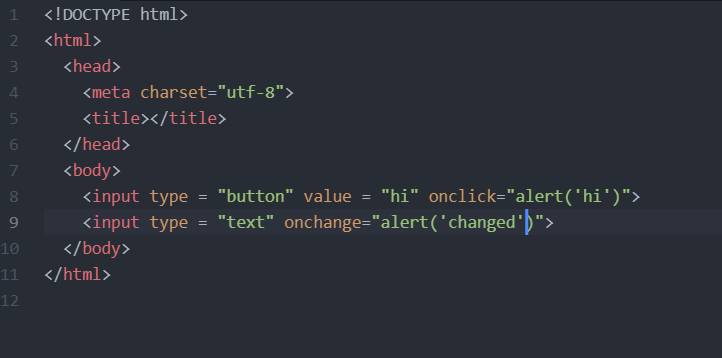 1 <!DOCTYPE html>
2 <html>
3   <head>
4     <meta charset="utf-8">
5     <title></title>
6   </head>
7   <body>
8     <input type = "button" value = "hi" onclick="alert('hi')">
9     <input type = "text" onchange="alert('changed')">
10   </body>
11 </html>
12